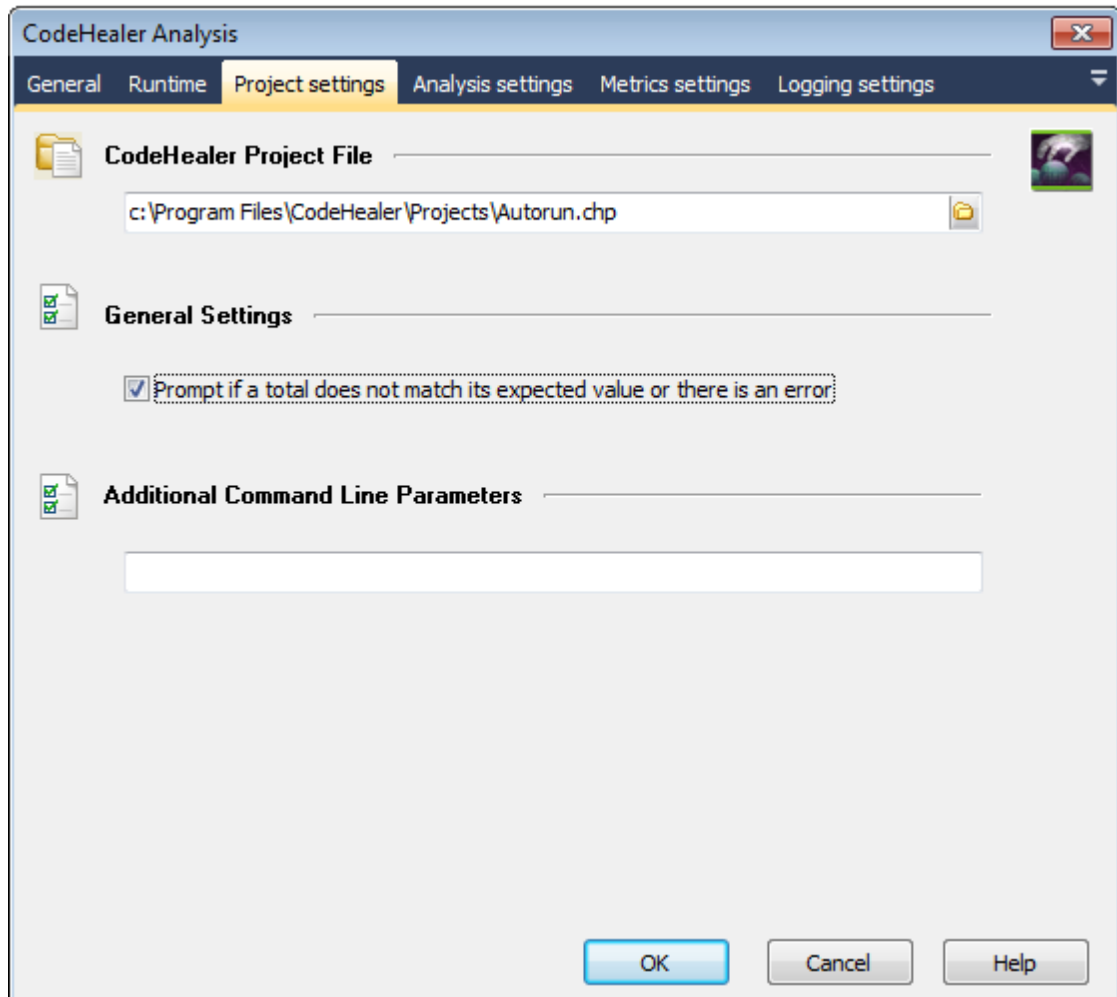 CodeHealer Analysis
General Runtime Project settings Analysis settings Metrics settings Logging settings
CodeHealer Project File
c:\Program Files\CodeHealer\Projects\Autorun.chp
General Settings
Prompt if a total does not match its expected value or there is an error
Additional Command Line Parameters
OK Cancel Help